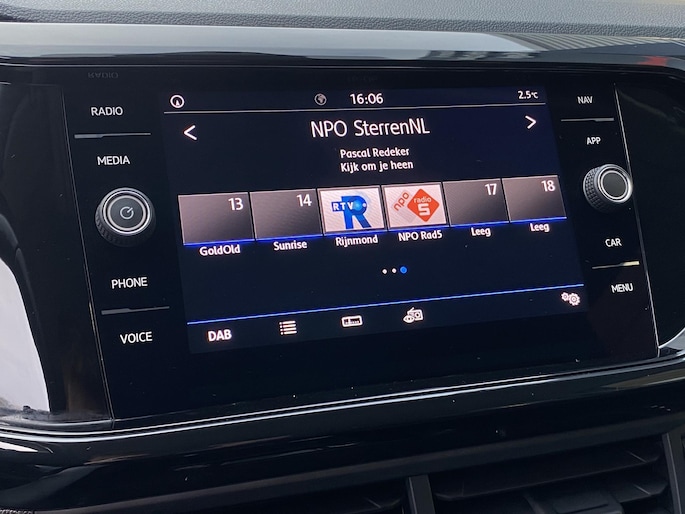 RADIO
MEDIA
PHONE
VOICE
16:06
2.5°C
< NPO SterrenNL >
Pascal Redeker
Kijk om je heen
13
14
RTV R
npo radio 5
17
18
GoldOld
Sunrise
Rijnmond
NPO Rad5
Leeg
Leeg
DAB
NAV
APP
CAR
MENU